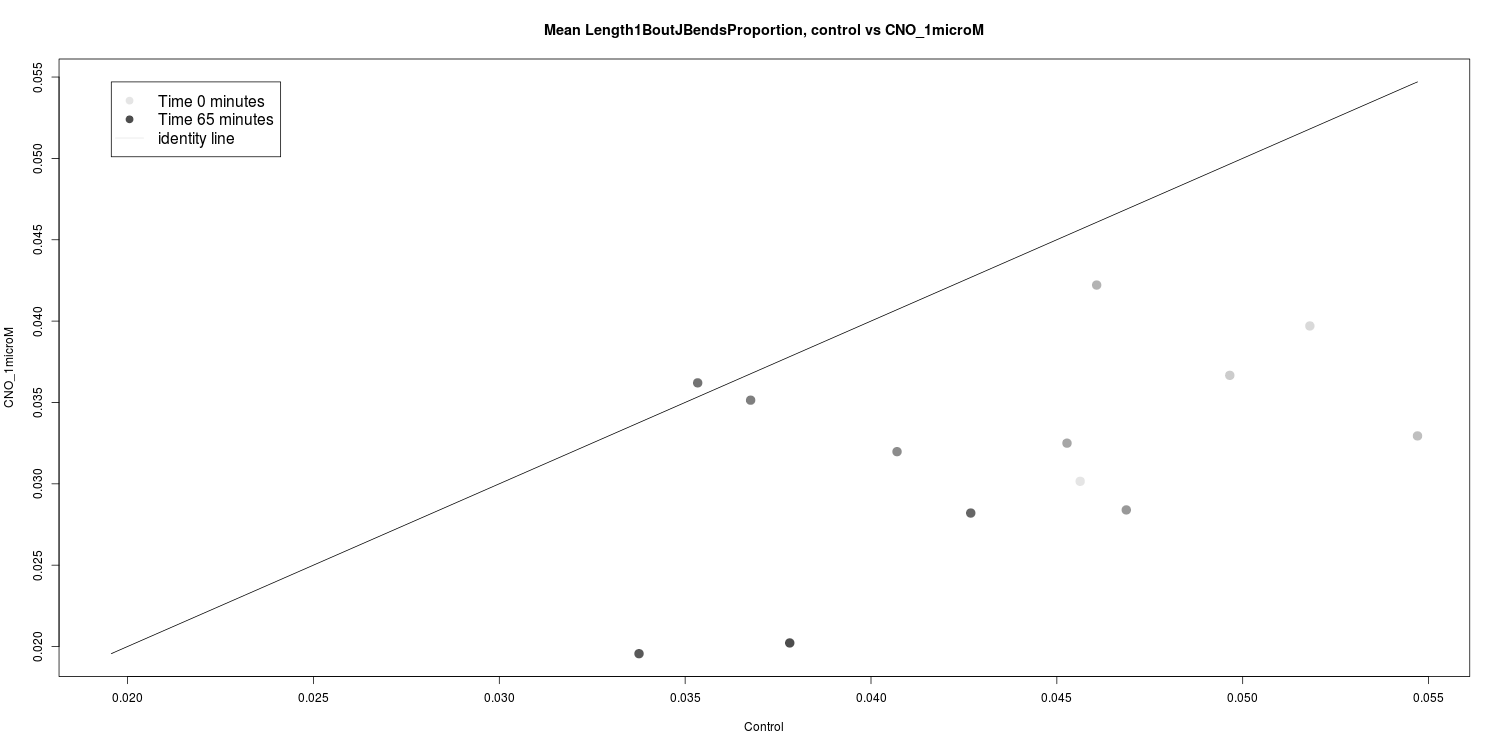 Mean Length1BoutJBendsProportion, control vs CNO_1microM
Time 0 minutes
Time 65 minutes
identity line
CNO_1microM
0.055
0.050
0.045
0.040
0.035
0.030
0.025
0.020
0.020 0.025 0.030 0.035 0.040 0.045 0.050 0.055
Control